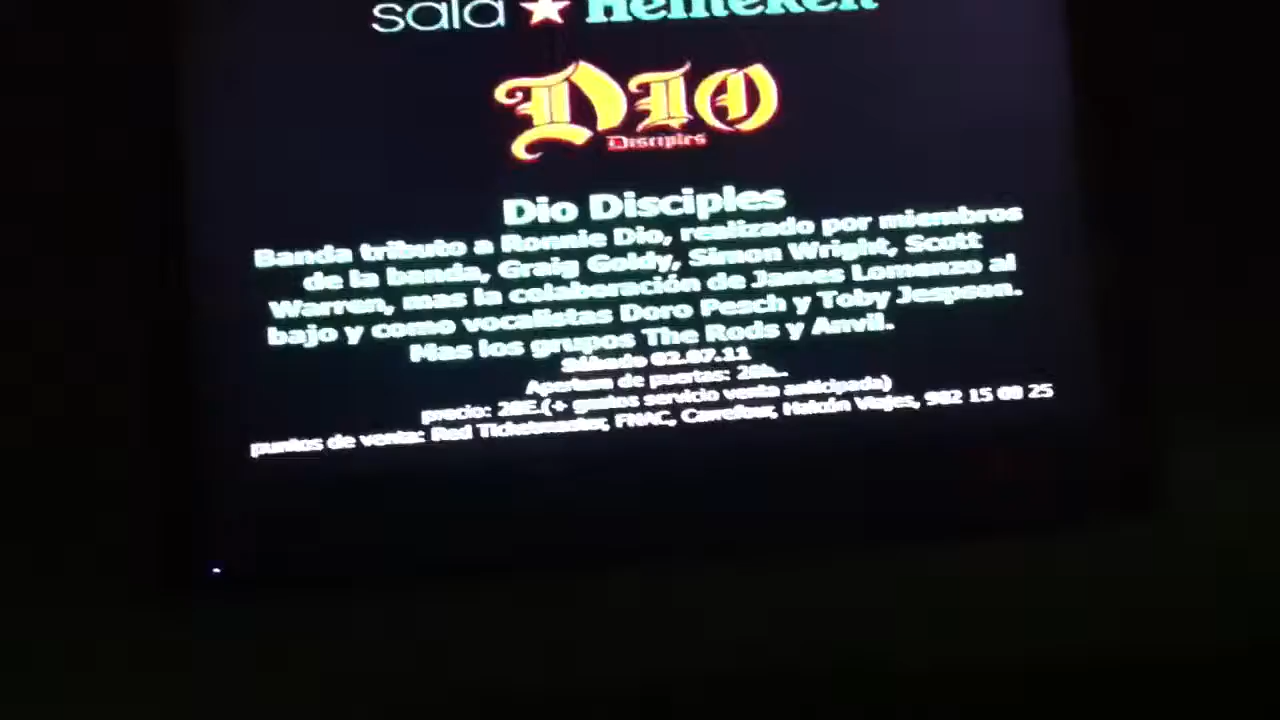 sala ★ Heineken
DIO
Disciples
Dio Disciples
Banda tributo a Ronnie Dio, realizado por miembros
de la banda, Graig Goldy, Simon Wright, Scott
Warren, mas la colaboración de James Lomenzo al
bajo y como vocalistas Doro Pesch y Toby Jespson.
Mas los grupos The Rods y Anvil.
Sábado 02.07.11
Apertura de puertas: 20h..
precio: 28E.(+ gastos servicio venta anticipada)
puntos de venta: Red Ticketmaster, FNAC, Carrefour, Halcón Viajes, 902 15 00 25